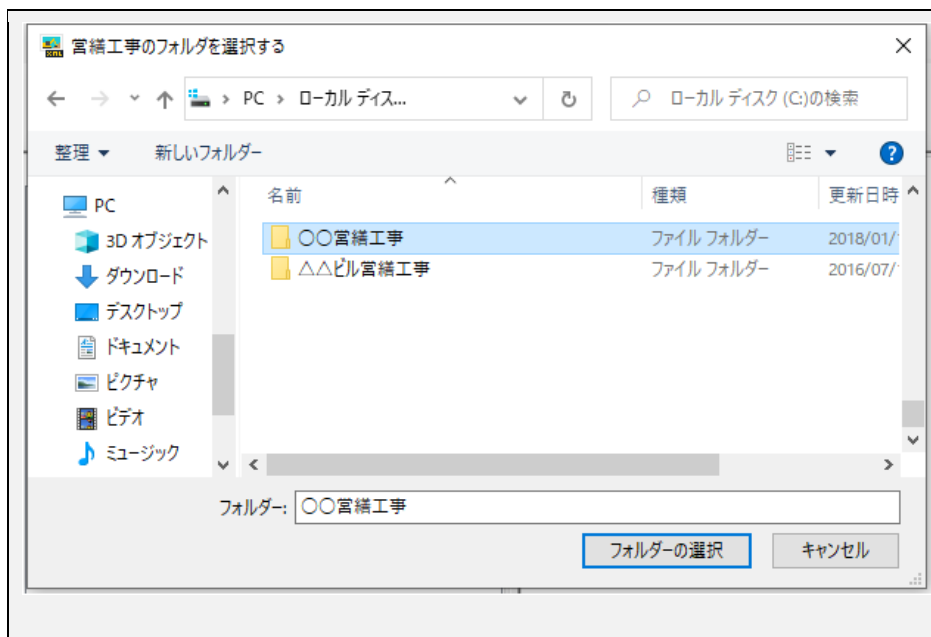 営繕工事のフォルダを選択する
PC › ローカル ディス... ローカル ディスク (C:)の検索
整理 新しいフォルダー
名前 種類 更新日時
〇〇営繕工事 ファイル フォルダー 2018/01/
△△ビル営繕工事 ファイル フォルダー 2016/07/
PC
3D オブジェクト
ダウンロード
デスクトップ
ドキュメント
ピクチャ
ビデオ
ミュージック
フォルダー: 〇〇営繕工事
フォルダーの選択 キャンセル